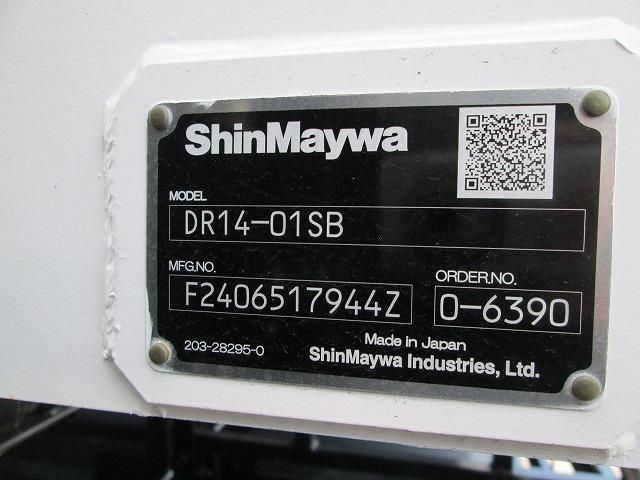 ShinMaywa
MODEL
DR14-01SB
MFG.NO.
F2406517944Z
ORDER.NO.
0-6390
203-28295-0
Made in Japan
ShinMaywa Industries, Ltd.